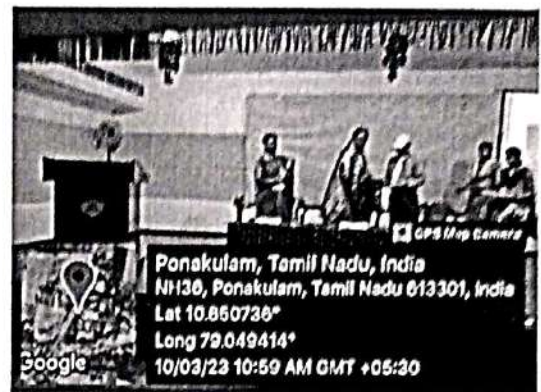 GPS Map Camera
Ponakulam, Tamil Nadu, India
NH36, Ponakulam, Tamil Nadu 613301, India
Lat 10.650736°
Long 79.049414°
10/03/23 10:59 AM GMT +05:30
Google